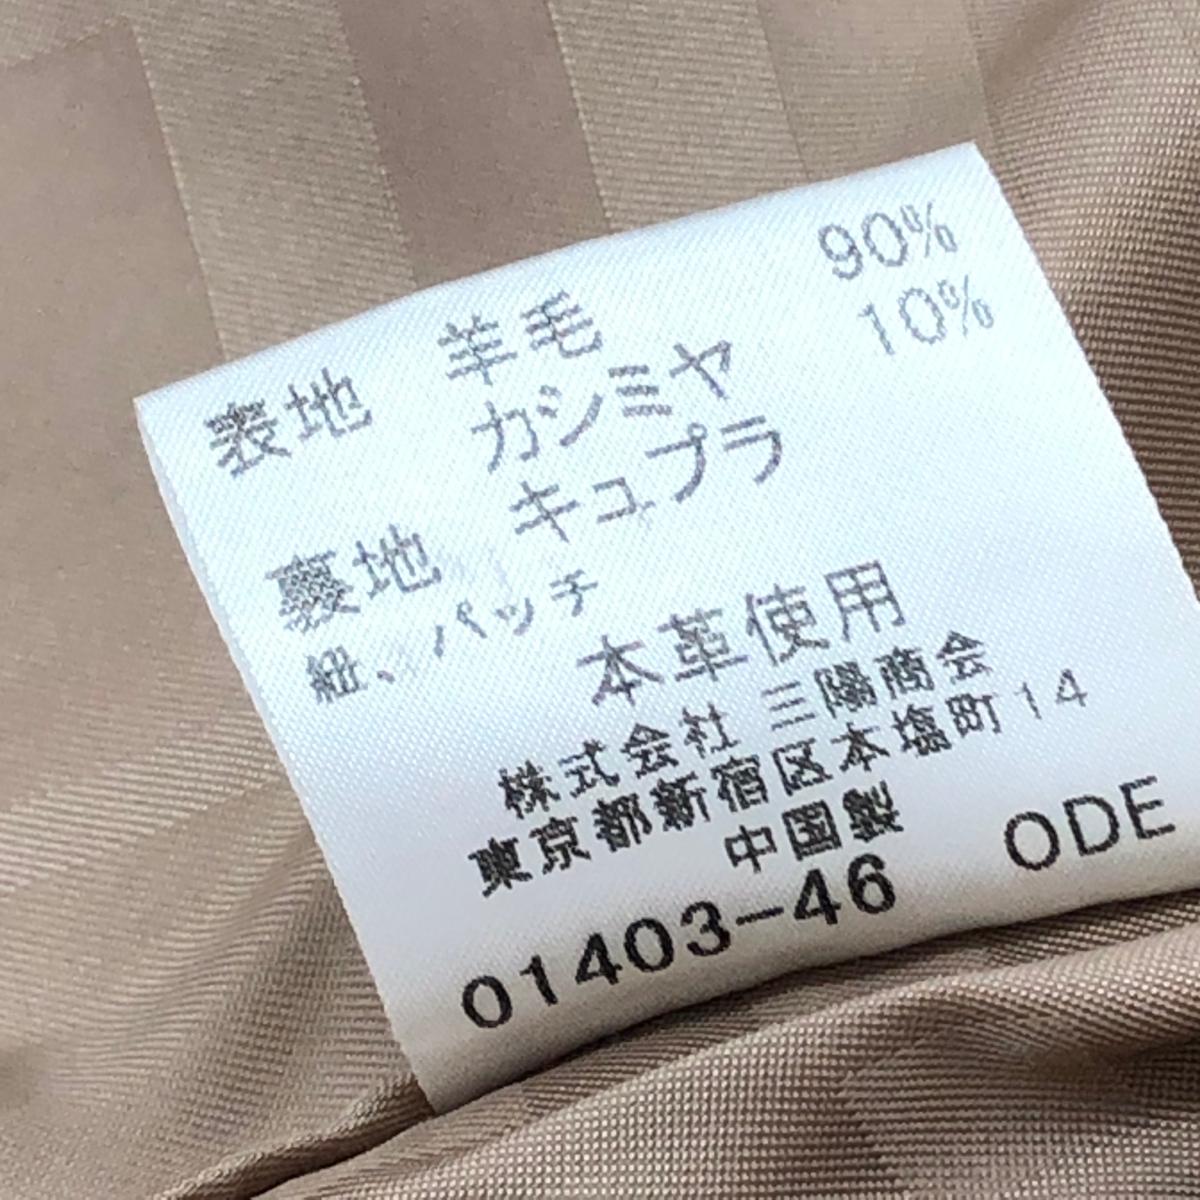 表地 羊毛 90%
カシミヤ 10%
裏地 キュプラ
紐、パッチ
本革使用
株式会社 三陽商会
東京都新宿区本塩町14
中国製
01403-46 ODE